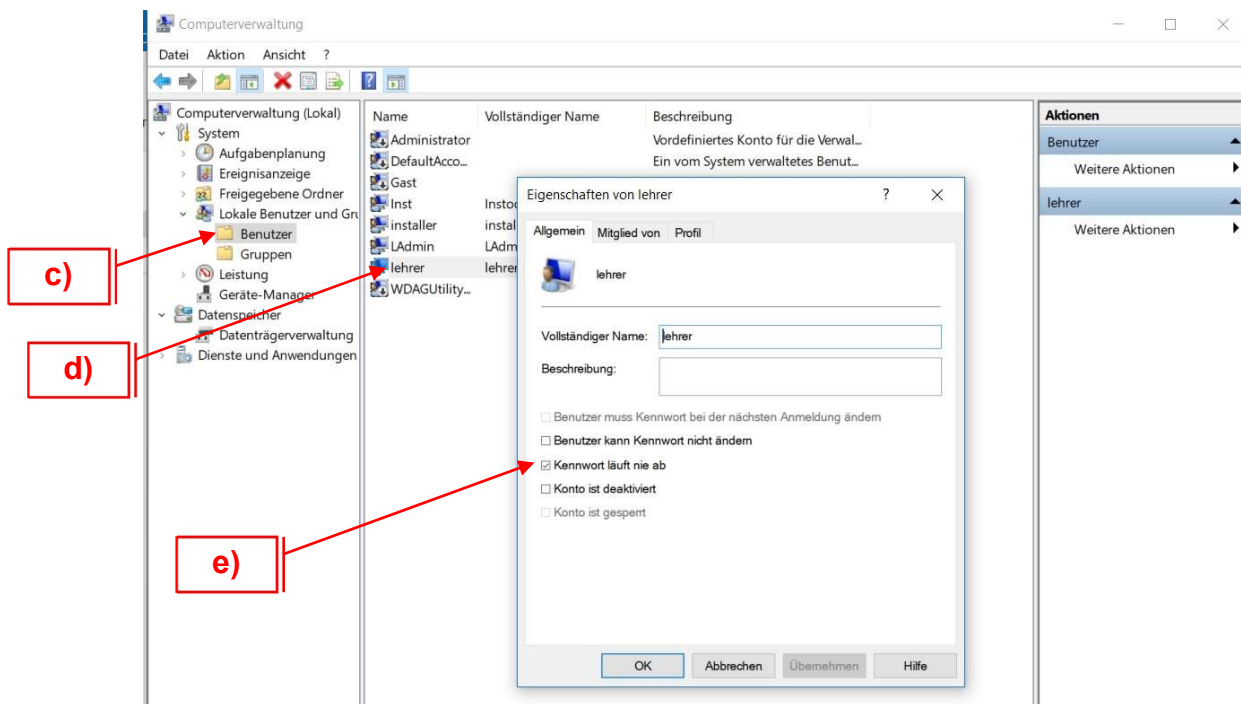 Computerverwaltung
Datei Aktion Ansicht ?
Computerverwaltung (Lokal)
System
Aufgabenplanung
Ereignisanzeige
Freigegebene Ordner
Lokale Benutzer und Gru
Benutzer
Gruppen
Leistung
Geräte-Manager
Datenspeicher
Datenträgerverwaltung
Dienste und Anwendungen
c)
d)
e)
Name Vollständiger Name Beschreibung
Administrator Vordefiniertes Konto für die Verwal...
DefaultAcco... Ein vom System verwaltetes Benut...
Gast
Inst Insto
installer instal
LAdmin LAdm
lehrer lehrer
WDAGUtility...
Eigenschaften von lehrer ?
Allgemein Mitglied von Profil
lehrer
Vollständiger Name: lehrer
Beschreibung:
Benutzer muss Kennwort bei der nächsten Anmeldung ändern
Benutzer kann Kennwort nicht ändern
Kennwort läuft nie ab
Konto ist deaktiviert
Konto ist gesperrt
OK Abbrechen Übernehmen Hilfe
Aktionen
Benutzer
Weitere Aktionen
lehrer
Weitere Aktionen